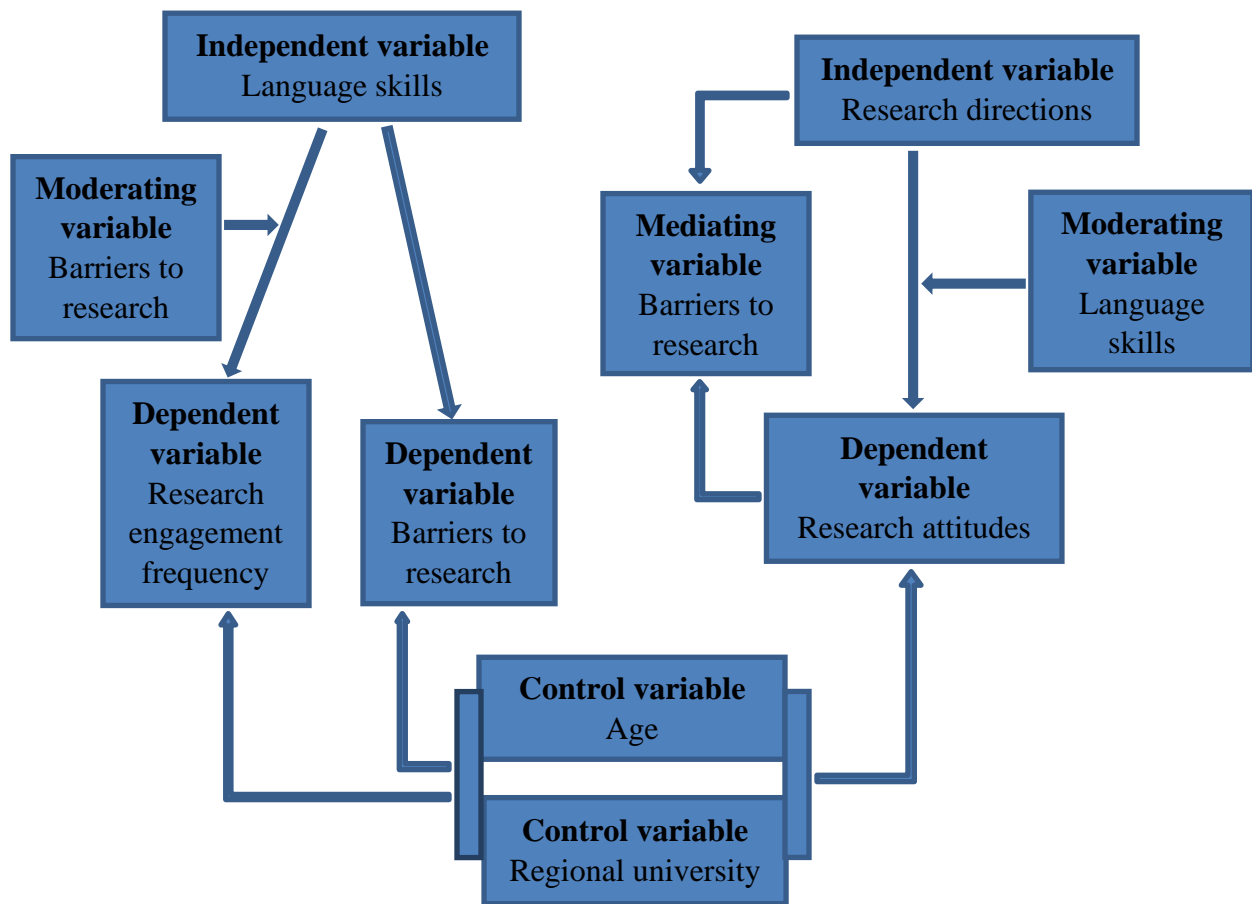 Independent variable
Language skills
Independent variable
Research directions
Moderating
variable
Barriers to
research
Mediating
variable
Barriers to
research
Moderating
variable
Language
skills
Dependent
variable
Research
engagement
frequency
Dependent
variable
Barriers to
research
Dependent
variable
Research attitudes
Control variable
Age
Control variable
Regional university